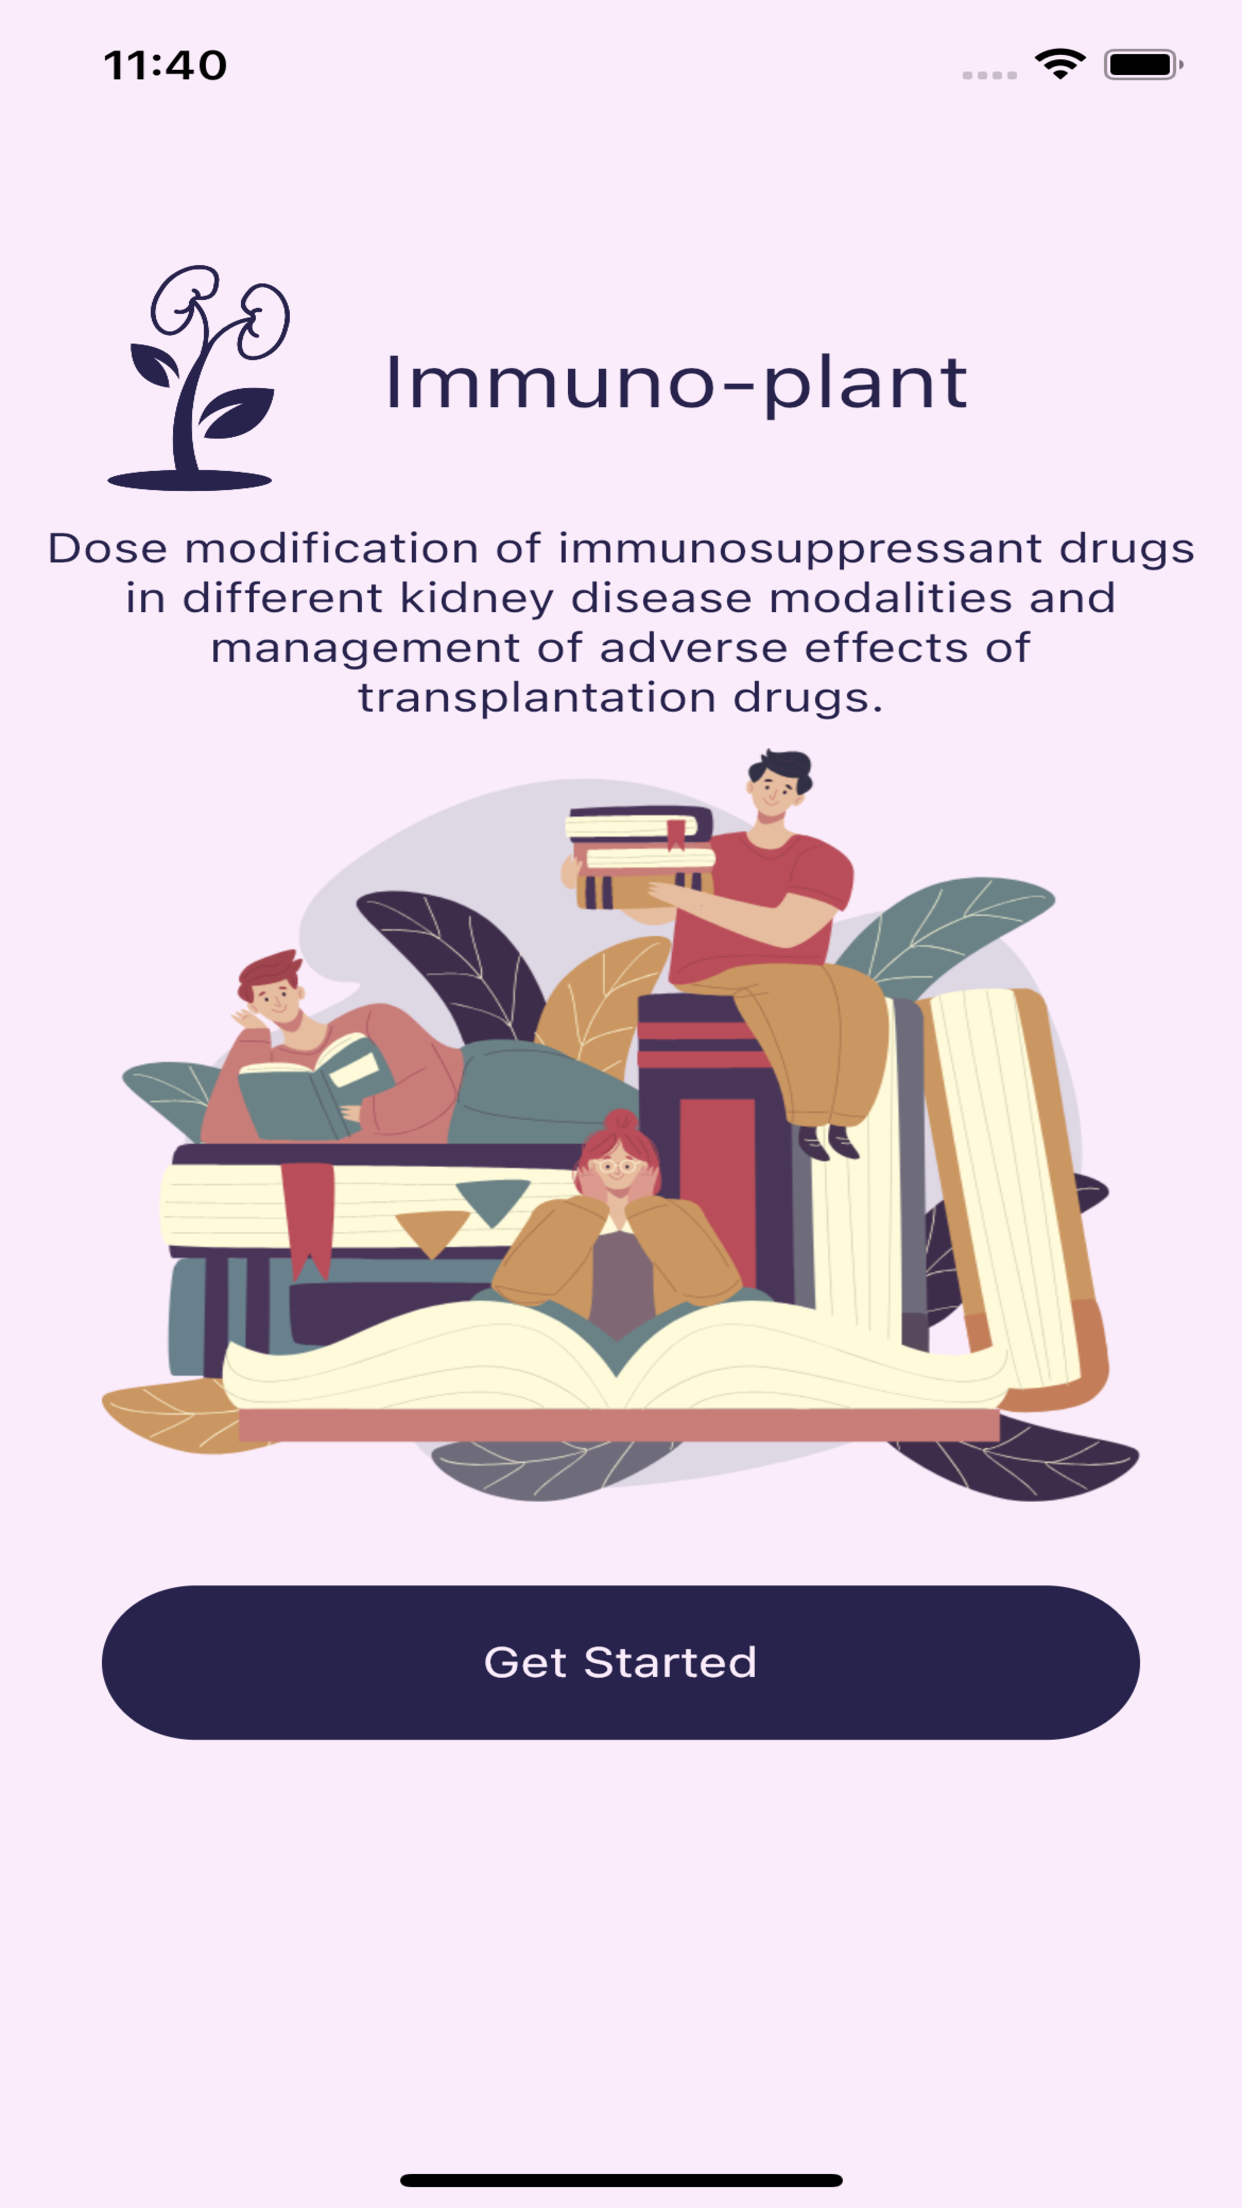 11:40
Immuno-plant
Dose modification of immunosuppressant drugs
in different kidney disease modalities and
management of adverse effects of
transplantation drugs.
Get Started